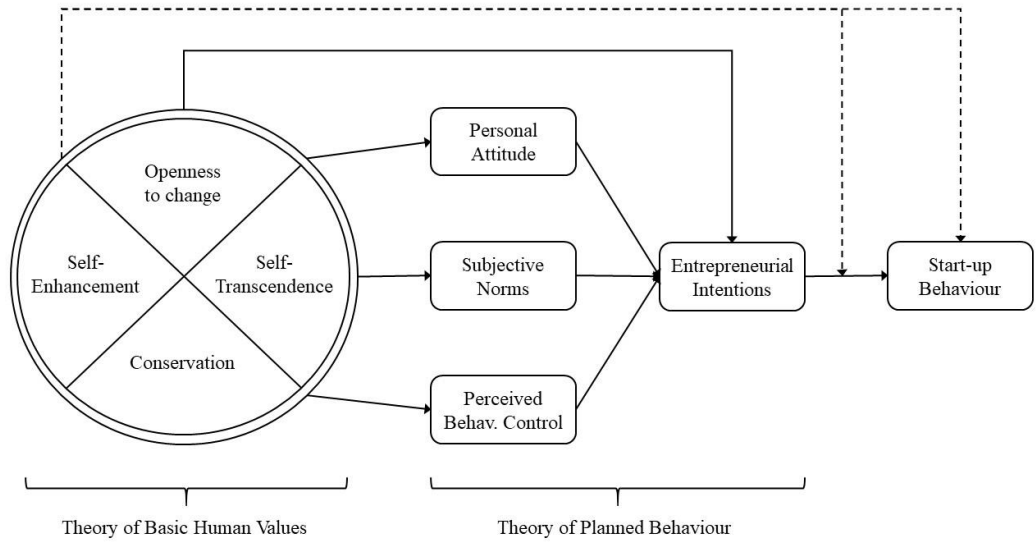 Openness
to change
Self-
Enhancement
Self-
Transcendence
Conservation
Personal
Attitude
Subjective
Norms
Perceived
Behav. Control
Entrepreneurial
Intentions
Start-up
Behaviour
Theory of Basic Human Values
Theory of Planned Behaviour